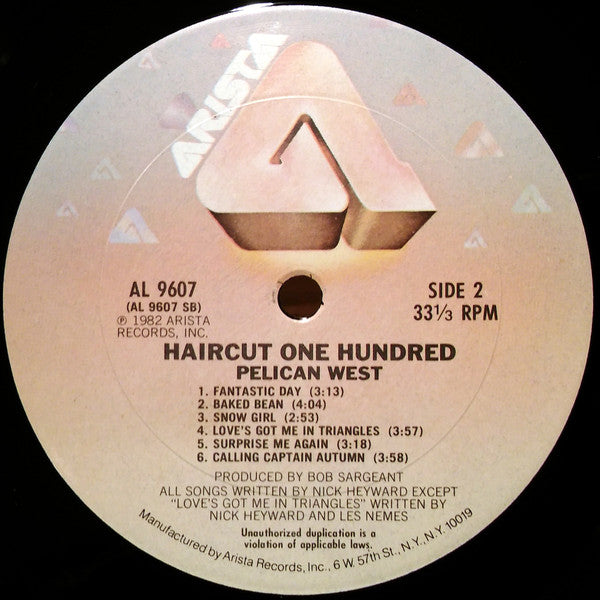 ARISTA
AL 9607
(AL 9607 SB)
℗ 1982 ARISTA
RECORDS, INC.
SIDE 2
33⅓ RPM
HAIRCUT ONE HUNDRED
PELICAN WEST
1. FANTASTIC DAY (3:13)
2. BAKED BEAN (4:04)
3. SNOW GIRL (2:53)
4. LOVE'S GOT ME IN TRIANGLES (3:57)
5. SURPRISE ME AGAIN (3:18)
6. CALLING CAPTAIN AUTUMN (3:58)
PRODUCED BY BOB SARGEANT
ALL SONGS WRITTEN BY NICK HEYWARD EXCEPT
"LOVE'S GOT ME IN TRIANGLES" WRITTEN BY
NICK HEYWARD AND LES NEMES
Unauthorized duplication is a
violation of applicable laws.
Manufactured by Arista Records, Inc., 6 W. 57th St., N.Y., N.Y. 10019